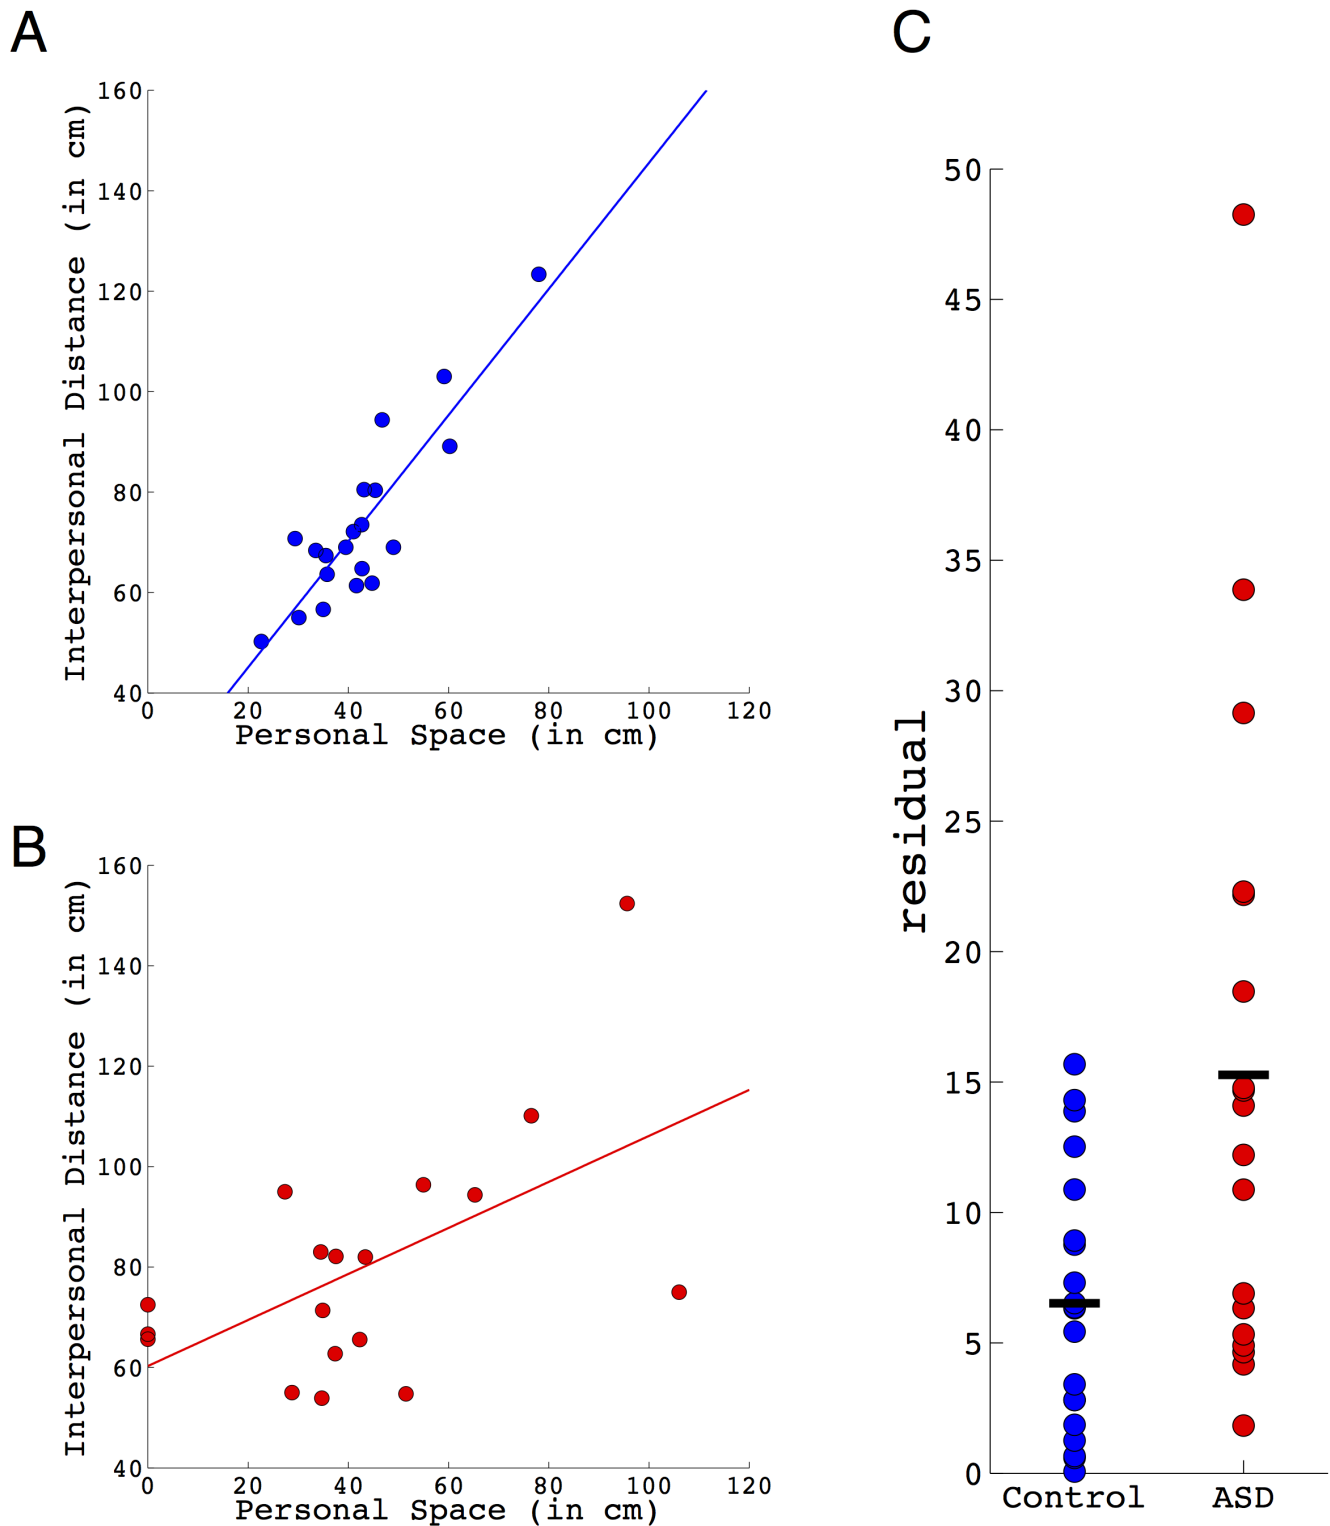 A
160
140
120
100
80
60
40
Interpersonal Distance (in cm)
0 20 40 60 80 100 120
Personal Space (in cm)
B
160
140
120
100
80
60
40
Interpersonal Distance (in cm)
0 20 40 60 80 100 120
Personal Space (in cm)
C
50
45
40
35
30
25
20
15
10
5
0
residual
Control ASD